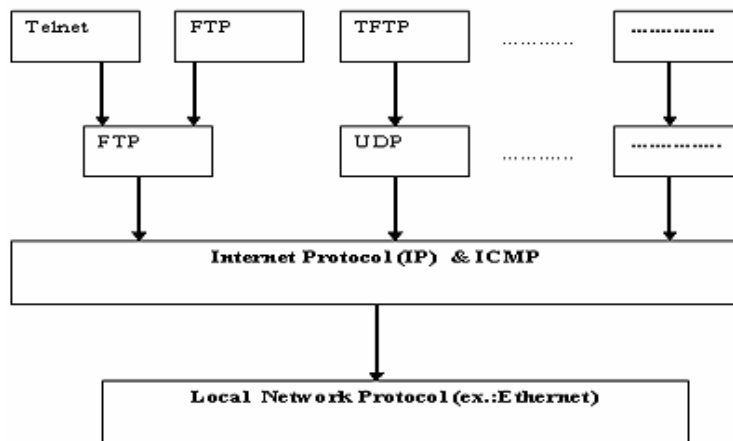 Telnet FTP TFTP ………… ……………
FTP UDP ………… …………….
Internet Protocol (IP) & ICMP
Local Network Protocol (ex.:Ethernet)